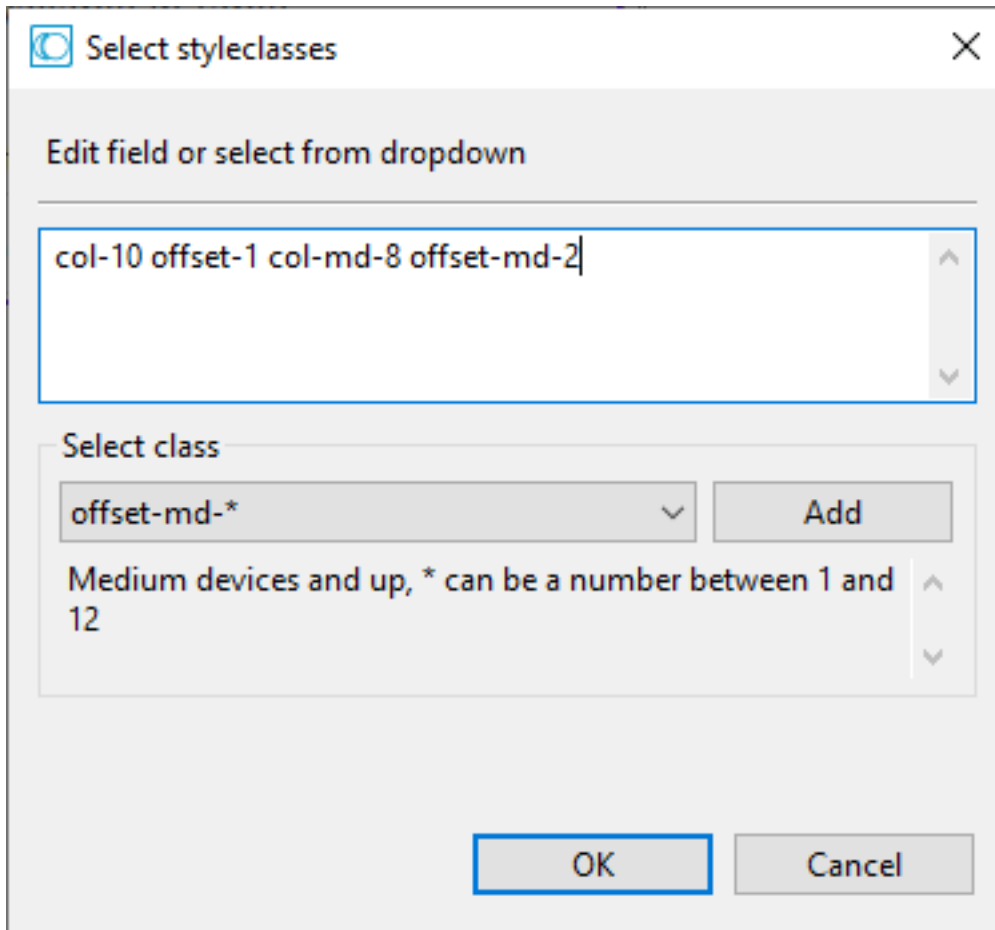 Select styleclasses
Edit field or select from dropdown
col-10 offset-1 col-md-8 offset-md-2
Select class
offset-md-*
Add
Medium devices and up, * can be a number between 1 and
12
OK
Cancel